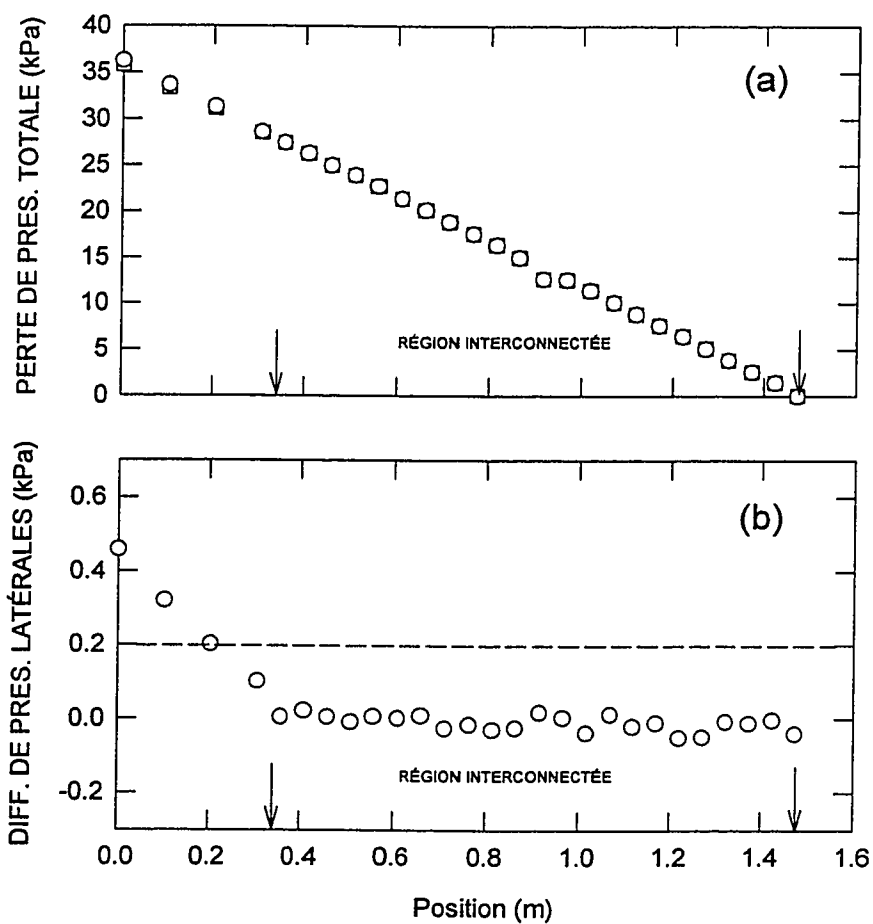 PERTE DE PRES. TOTALE (kPa)
40
35
30
25
20
15
10
5
0
(a)
RÉGION INTERCONNECTÉE
DIFF. DE PRES. LATÉRALES (kPa)
0.6
0.4
0.2
0.0
-0.2
(b)
RÉGION INTERCONNECTÉE
0.0 0.2 0.4 0.6 0.8 1.0 1.2 1.4 1.6
Position (m)